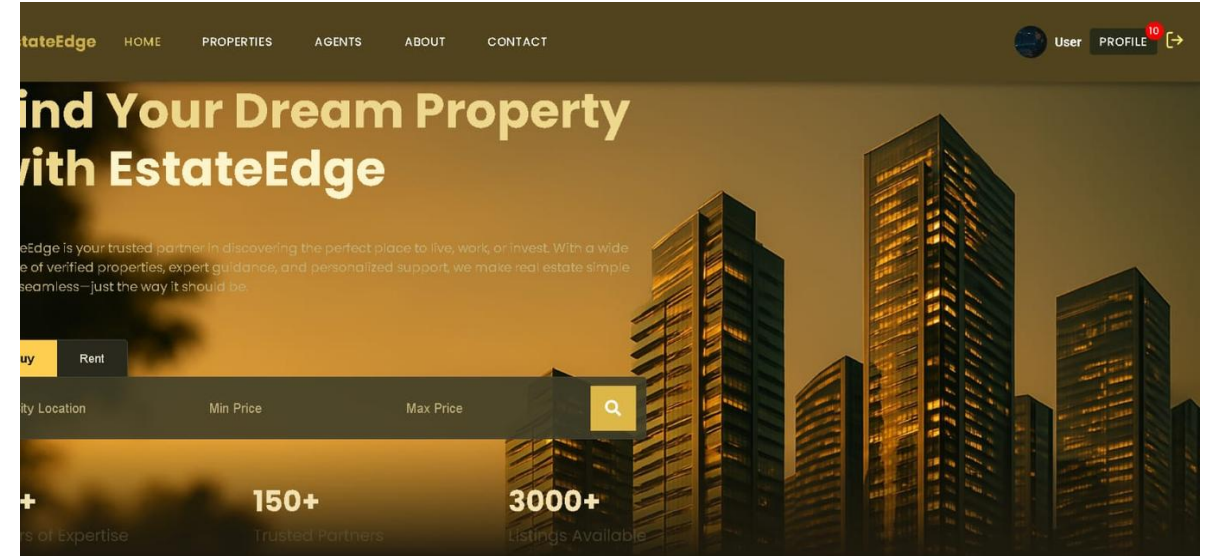 tateEdge HOME PROPERTIES AGENTS ABOUT CONTACT User PROFILE 10
ind Your Dream Property
with EstateEdge
eEdge is your trusted partner in discovering the perfect place to live, work, or invest. With a wide
e of verified properties, expert guidance, and personalized support, we make real estate simple
seamless—just the way it should be.
uy Rent
ity Location Min Price Max Price
+ 150+ 3000+
rs of Expertise Trusted Partners Listings Available